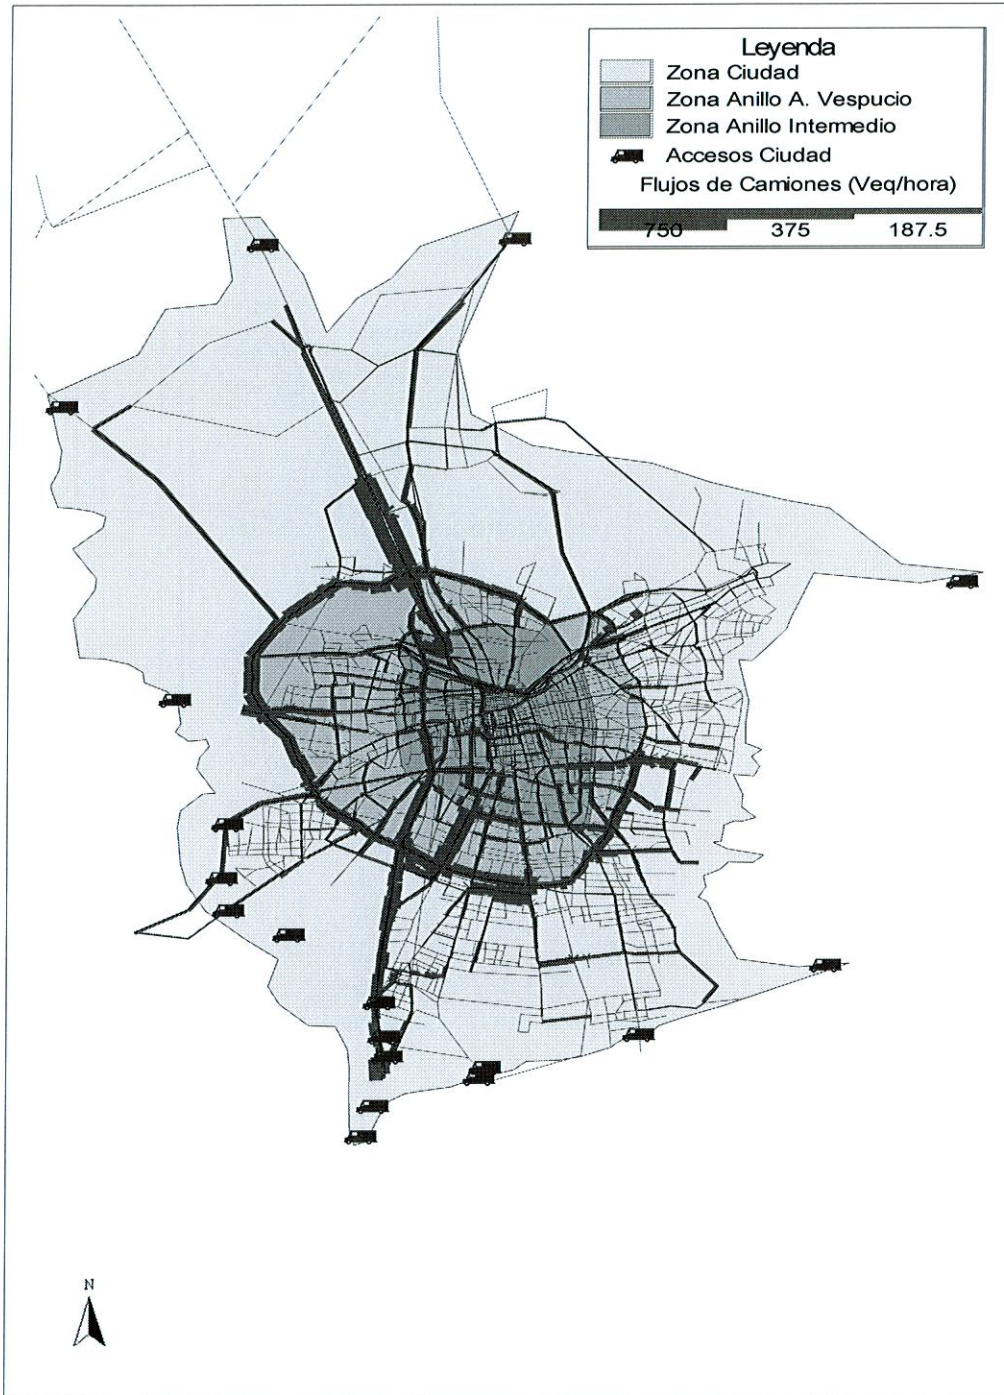 Leyenda
Zona Ciudad
Zona Anillo A. Vespucio
Zona Anillo Intermedio
Accesos Ciudad
Flujos de Camiones (Veq/hora)
750 375 187.5
N